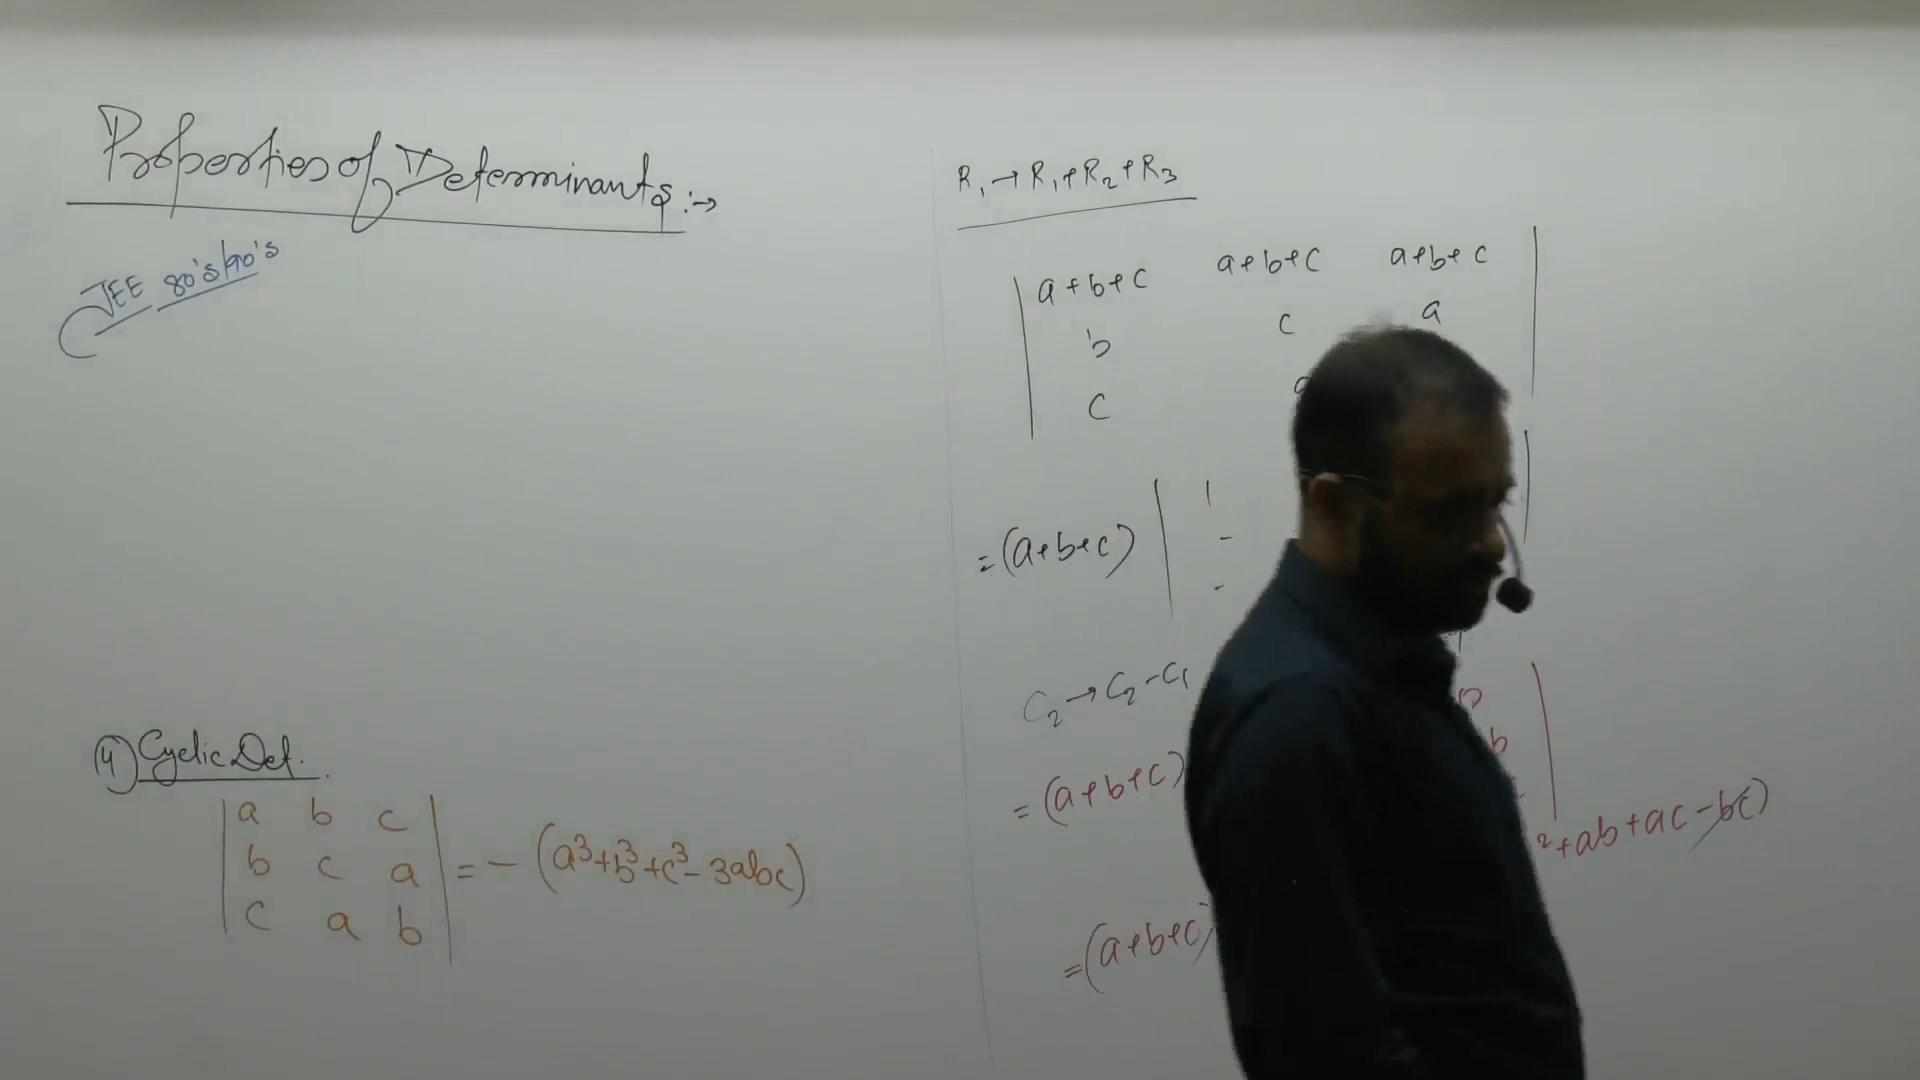 Properties of Determinants :→
JEE 80's/90's
(4) Cyclic Det.
a b c
b c a
c a b
= - (a³+b³+c³- 3abc)
R₁ → R₁+R₂+R₃
a+b+c a+b+c a+b+c
b c a
c
= (a+b+c) | 1
-
-
C₂ → C₂ - C₁
= (a+b+c)
b
²+ab+ac-bc)
= (a+b+c)